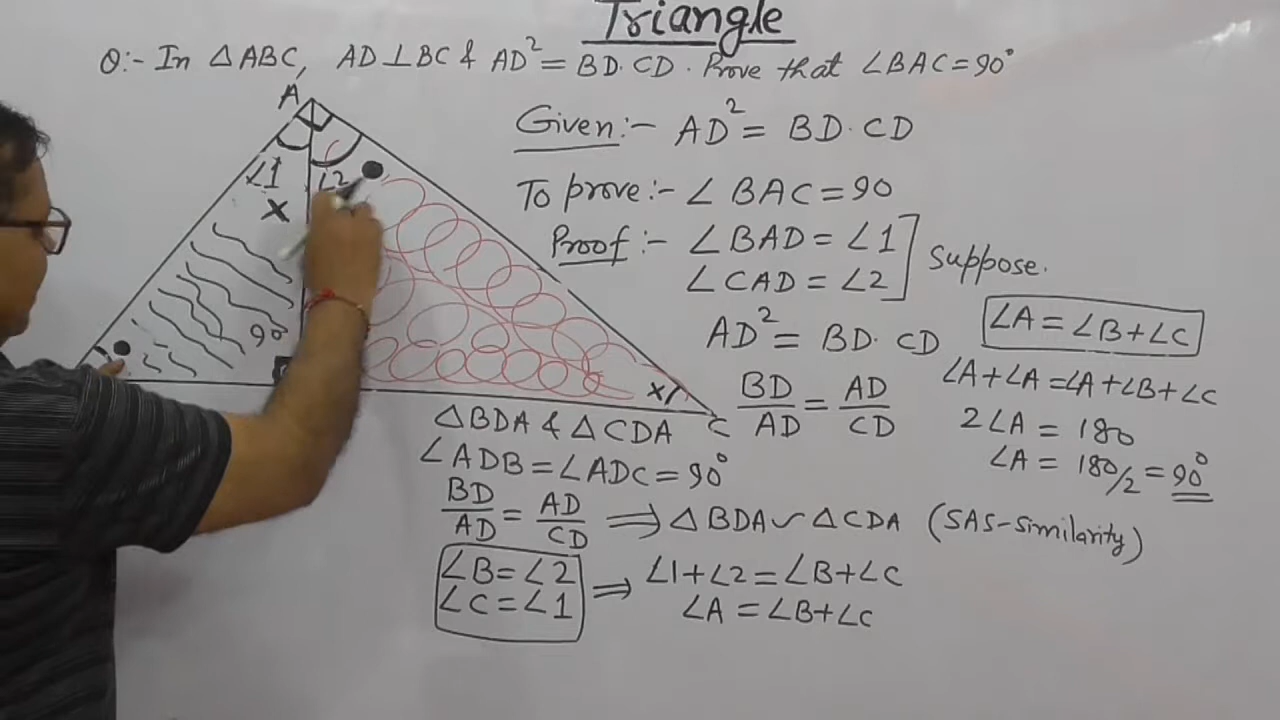 Triangle
Q:- In △ABC, AD⊥BC & AD²=BD·CD. Prove that ∠BAC=90°
A
Given:- AD²=BD·CD
∠1
∠2
To prove:- ∠BAC=90
x
Proof:- ∠BAD=∠1
∠CAD=∠2
Suppose.
∠A=∠B+∠C
AD²=BD·CD
90
x
C
BD/AD=AD/CD
∠A+∠A=∠A+∠B+∠C
2∠A=180
∠A=180/2=90°
△BDA & △CDA
∠ADB=∠ADC=90°
BD/AD=AD/CD ⇒ △BDA∽△CDA (SAS-Similarity)
∠B=∠2
∠C=∠1
⇒ ∠1+∠2=∠B+∠C
∠A=∠B+∠C